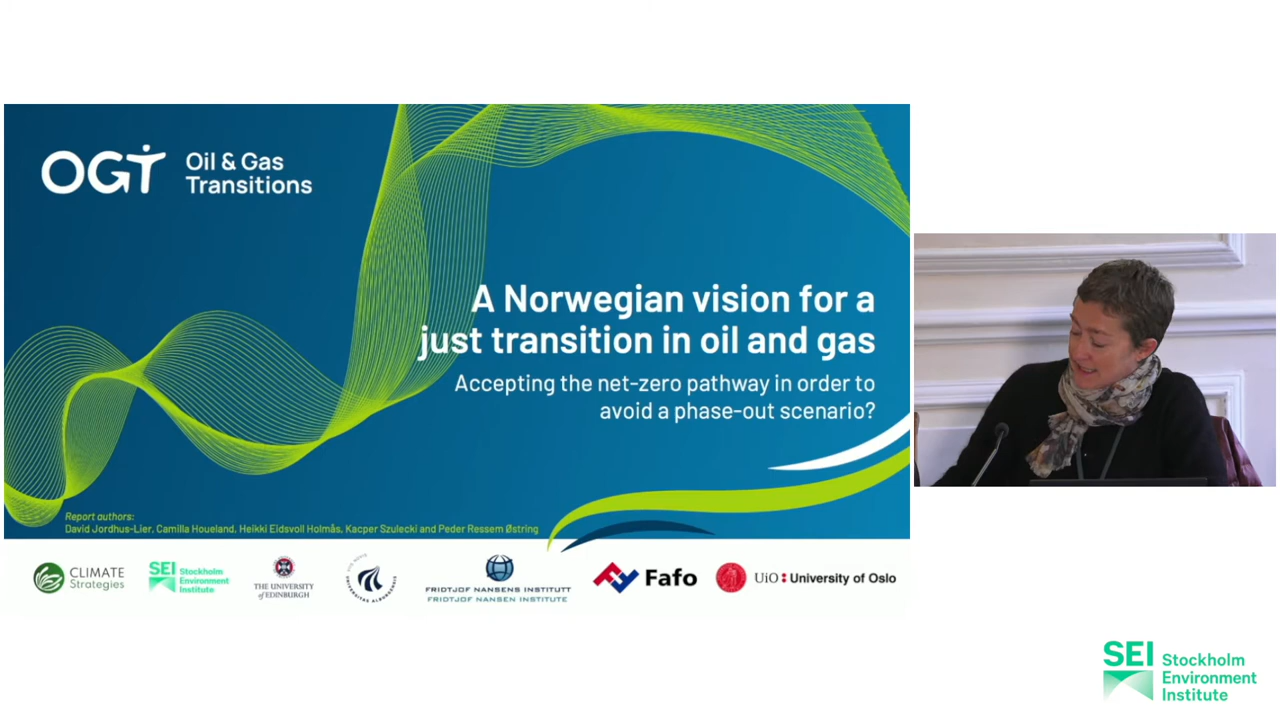 OGT
Oil & Gas
Transitions
A Norwegian vision for a
just transition in oil and gas
Accepting the net-zero pathway in order to
avoid a phase-out scenario?
Report authors:
David Jordhus-Lier, Camilla Houeland, Heikki Eidsvoll Holmås, Kacper Szulecki and Peder Ressem Østring
CLIMATE
Strategies
SEI Stockholm
Environment
Institute
THE UNIVERSITY
of EDINBURGH
FRIDTJOF NANSENS INSTITUTT
FRIDTJOF NANSEN INSTITUTE
Fafo
UiO: University of Oslo
SEI Stockholm
Environment
Institute